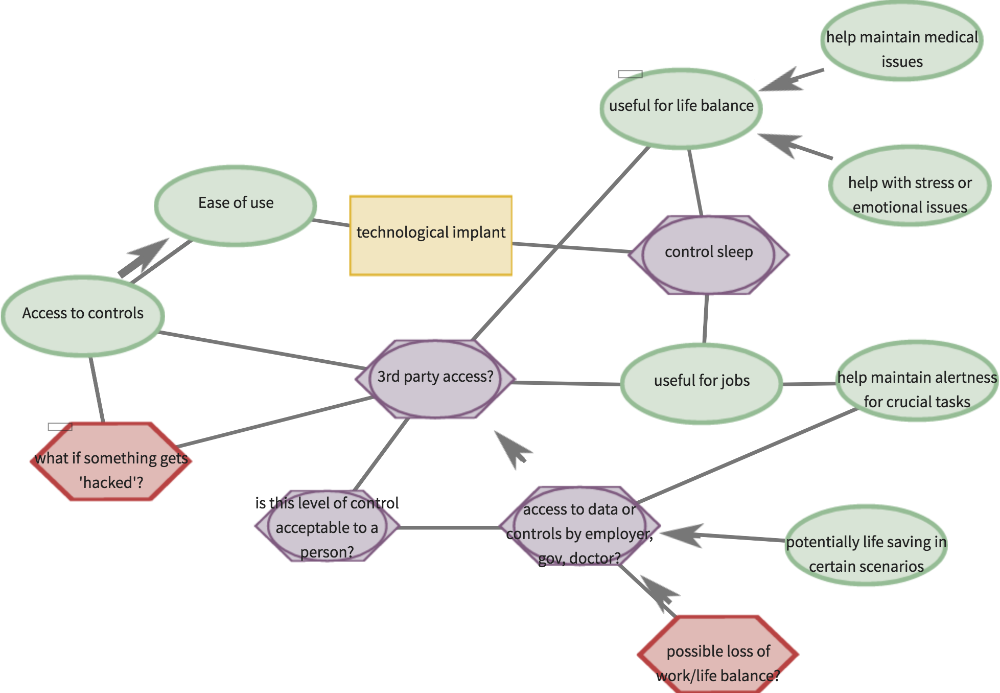 help maintain medical
issues
useful for life balance
help with stress or
emotional issues
Ease of use
technological implant
control sleep
Access to controls
3rd party access?
useful for jobs
help maintain alertness
for crucial tasks
what if something gets
'hacked'?
is this level of control
acceptable to a
person?
access to data or
controls by employer,
gov, doctor?
potentially life saving in
certain scenarios
possible loss of
work/life balance?